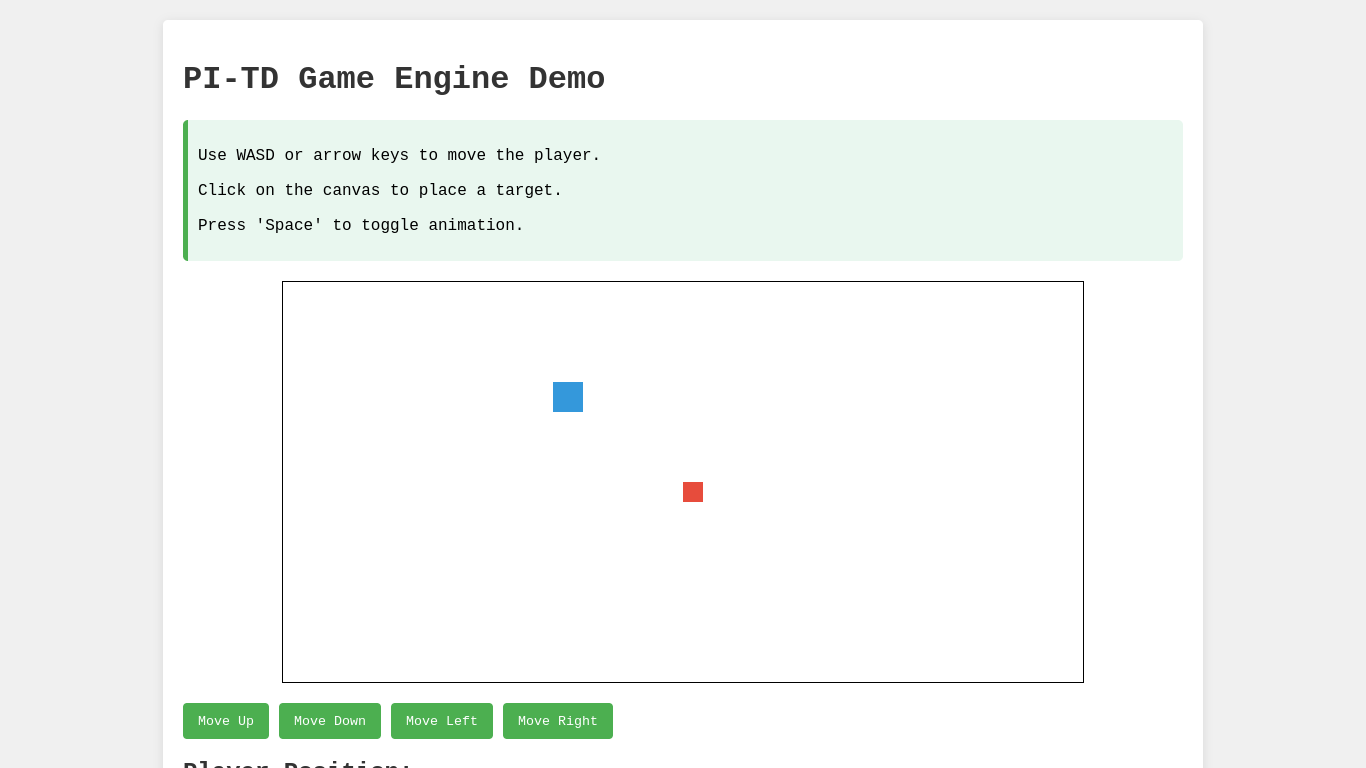 PI-TD Game Engine Demo
Use WASD or arrow keys to move the player.
Click on the canvas to place a target.
Press 'Space' to toggle animation.
Move Up
Move Down
Move Left
Move Right
Player Position: